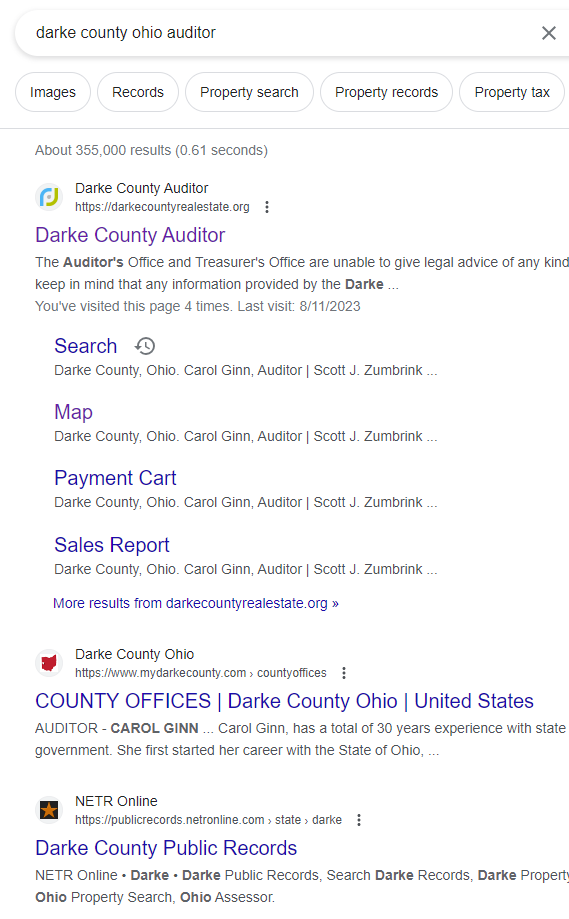 darke county ohio auditor
Images
Records
Property search
Property records
Property tax
About 355,000 results (0.61 seconds)
Darke County Auditor
https://darkecountyrealestate.org
Darke County Auditor
The Auditor's Office and Treasurer's Office are unable to give legal advice of any kind
keep in mind that any information provided by the Darke ...
You've visited this page 4 times. Last visit: 8/11/2023
Search
Darke County, Ohio. Carol Ginn, Auditor | Scott J. Zumbrink ...
Map
Darke County, Ohio. Carol Ginn, Auditor | Scott J. Zumbrink ...
Payment Cart
Darke County, Ohio. Carol Ginn, Auditor | Scott J. Zumbrink ...
Sales Report
Darke County, Ohio. Carol Ginn, Auditor | Scott J. Zumbrink ...
More results from darkecountyrealestate.org »
Darke County Ohio
https://www.mydarkecounty.com › countyoffices
COUNTY OFFICES | Darke County Ohio | United States
AUDITOR - CAROL GINN ... Carol Ginn, has a total of 30 years experience with state
government. She first started her career with the State of Ohio, ...
NETR Online
https://publicrecords.netronline.com › state › darke
Darke County Public Records
NETR Online • Darke • Darke Public Records, Search Darke Records, Darke Property
Ohio Property Search, Ohio Assessor.